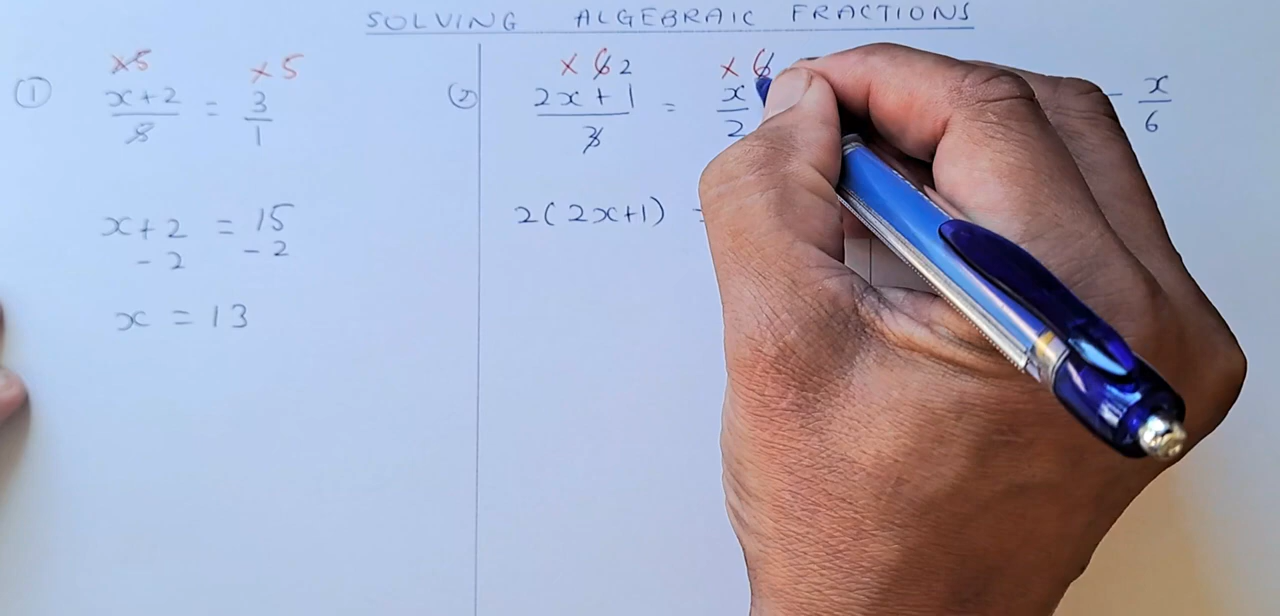 SOLVING ALGEBRAIC FRACTIONS
①
×5 ×5
x+2/5 = 3/1
x+2 = 15
-2 -2
x = 13
②
×6 2 ×6
2x+1/3 = x/2 - x/6
2(2x+1)